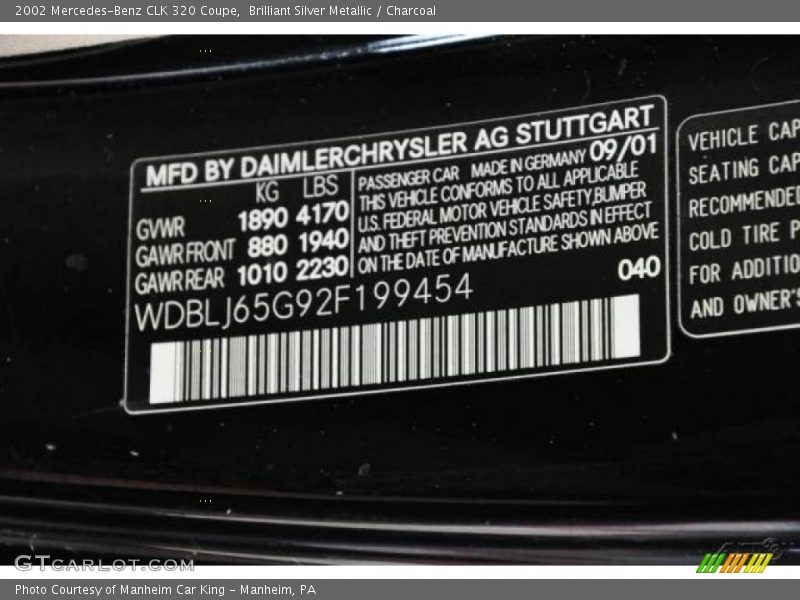 2002 Mercedes-Benz CLK 320 Coupe,  Brilliant Silver Metallic / Charcoal
MFD BY DAIMLERCHRYSLER AG STUTTGART
KG LBS
GVWR 1890 4170
GAWR FRONT 880 1940
GAWR REAR 1010 2230
PASSENGER CAR MADE IN GERMANY 09/01
THIS VEHICLE CONFORMS TO ALL APPLICABLE
U.S. FEDERAL MOTOR VEHICLE SAFETY,BUMPER
AND THEFT PREVENTION STANDARDS IN EFFECT
ON THE DATE OF MANUFACTURE SHOWN ABOVE
WDBLJ65G92F199454
040
VEHICLE CAP
SEATING CAP
RECOMMENDED
COLD TIRE P
FOR ADDITIO
AND OWNER'S
GTCARLOT.COM
Photo Courtesy of Manheim Car King - Manheim, PA